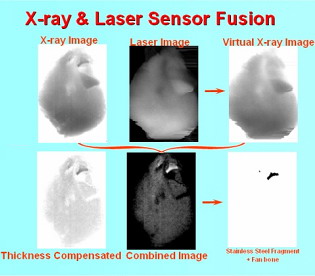 X-ray & Laser Sensor Fusion
X-ray Image
Laser Image
Virtual X-ray Image
Thickness Compensated
Combined Image
Stainless Steel Fragment
+ Fan bone